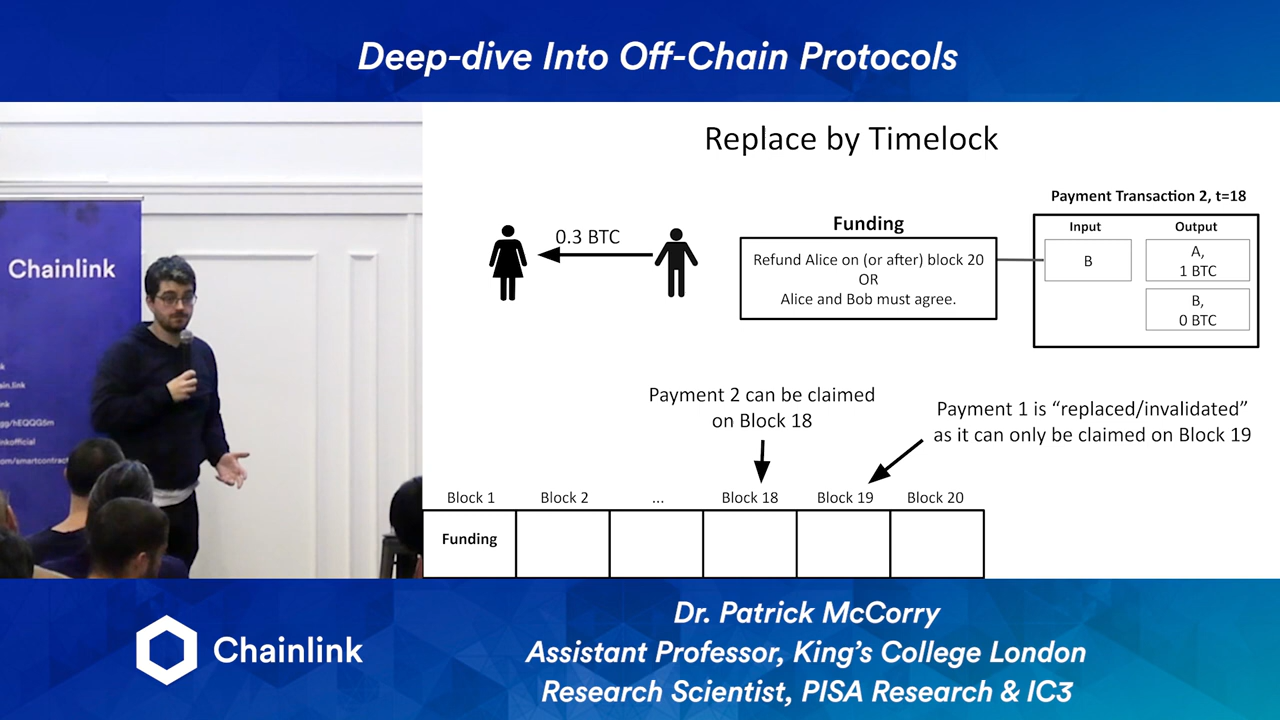 Deep-dive Into Off-Chain Protocols
Replace by Timelock
Payment Transaction 2, t=18
Input
Output
B
A,
1 BTC
B,
0 BTC
Funding
Refund Alice on (or after) block 20
OR
Alice and Bob must agree.
0.3 BTC
Payment 2 can be claimed
on Block 18
Payment 1 is “replaced/invalidated”
as it can only be claimed on Block 19
Block 1
Block 2
...
Block 18
Block 19
Block 20
Funding
Chainlink
nkofficial
com/smartcontract
Chainlink
Dr. Patrick McCorry
Assistant Professor, King’s College London
Research Scientist, PISA Research & IC3